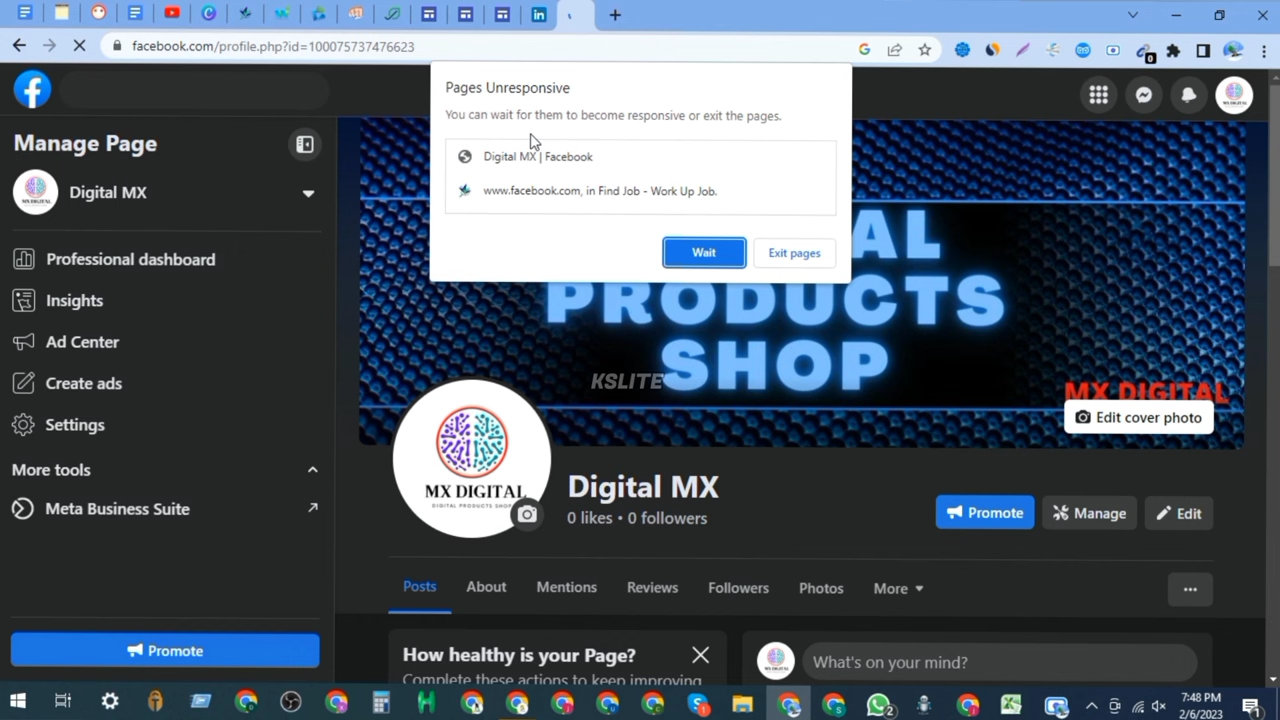 facebook.com/profile.php?id=100075737476623
0
Pages Unresponsive
You can wait for them to become responsive or exit the pages.
Digital MX | Facebook
www.facebook.com, in Find Job - Work Up Job.
Wait
Exit pages
Manage Page
Digital MX
Professional dashboard
Insights
Ad Center
Create ads
Settings
More tools
Meta Business Suite
Promote
AL
PRODUCTS
SHOP
KSLITE
MX DIGITAL
Edit cover photo
MX DIGITAL
DIGITAL PRODUCTS SHOP
Digital MX
0 likes • 0 followers
Promote
Manage
Edit
Posts
About
Mentions
Reviews
Followers
Photos
More
How healthy is your Page?
Complete these actions to keep improving
What's on your mind?
2
7:48 PM
2/6/2023
1